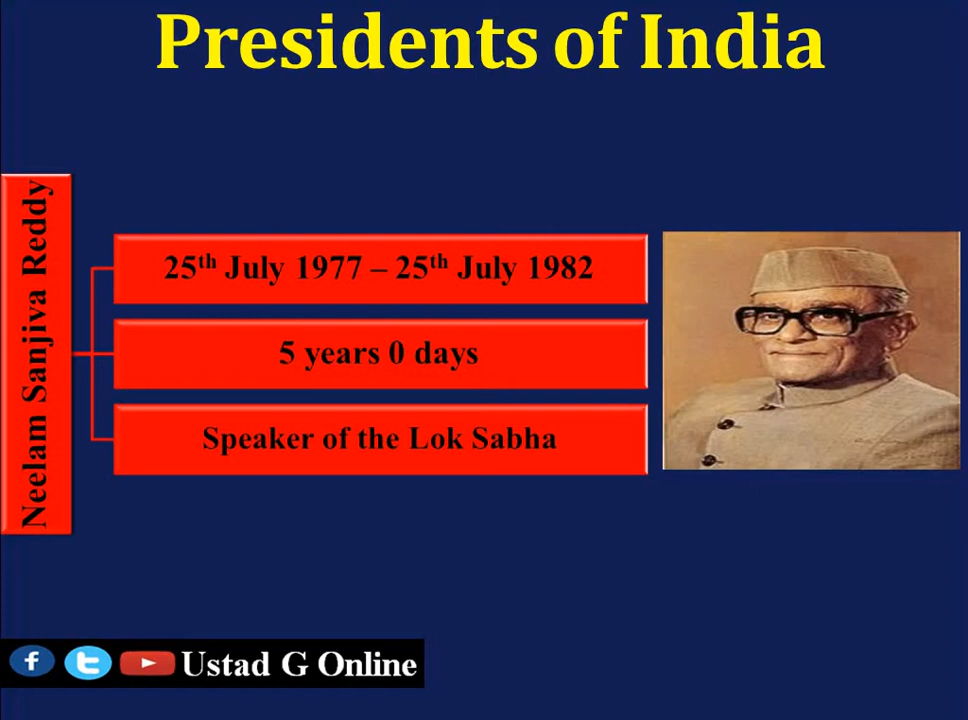 Presidents of India
Neelam Sanjiva Reddy
25th July 1977 – 25th July 1982
5 years 0 days
Speaker of the Lok Sabha
Ustad G Online